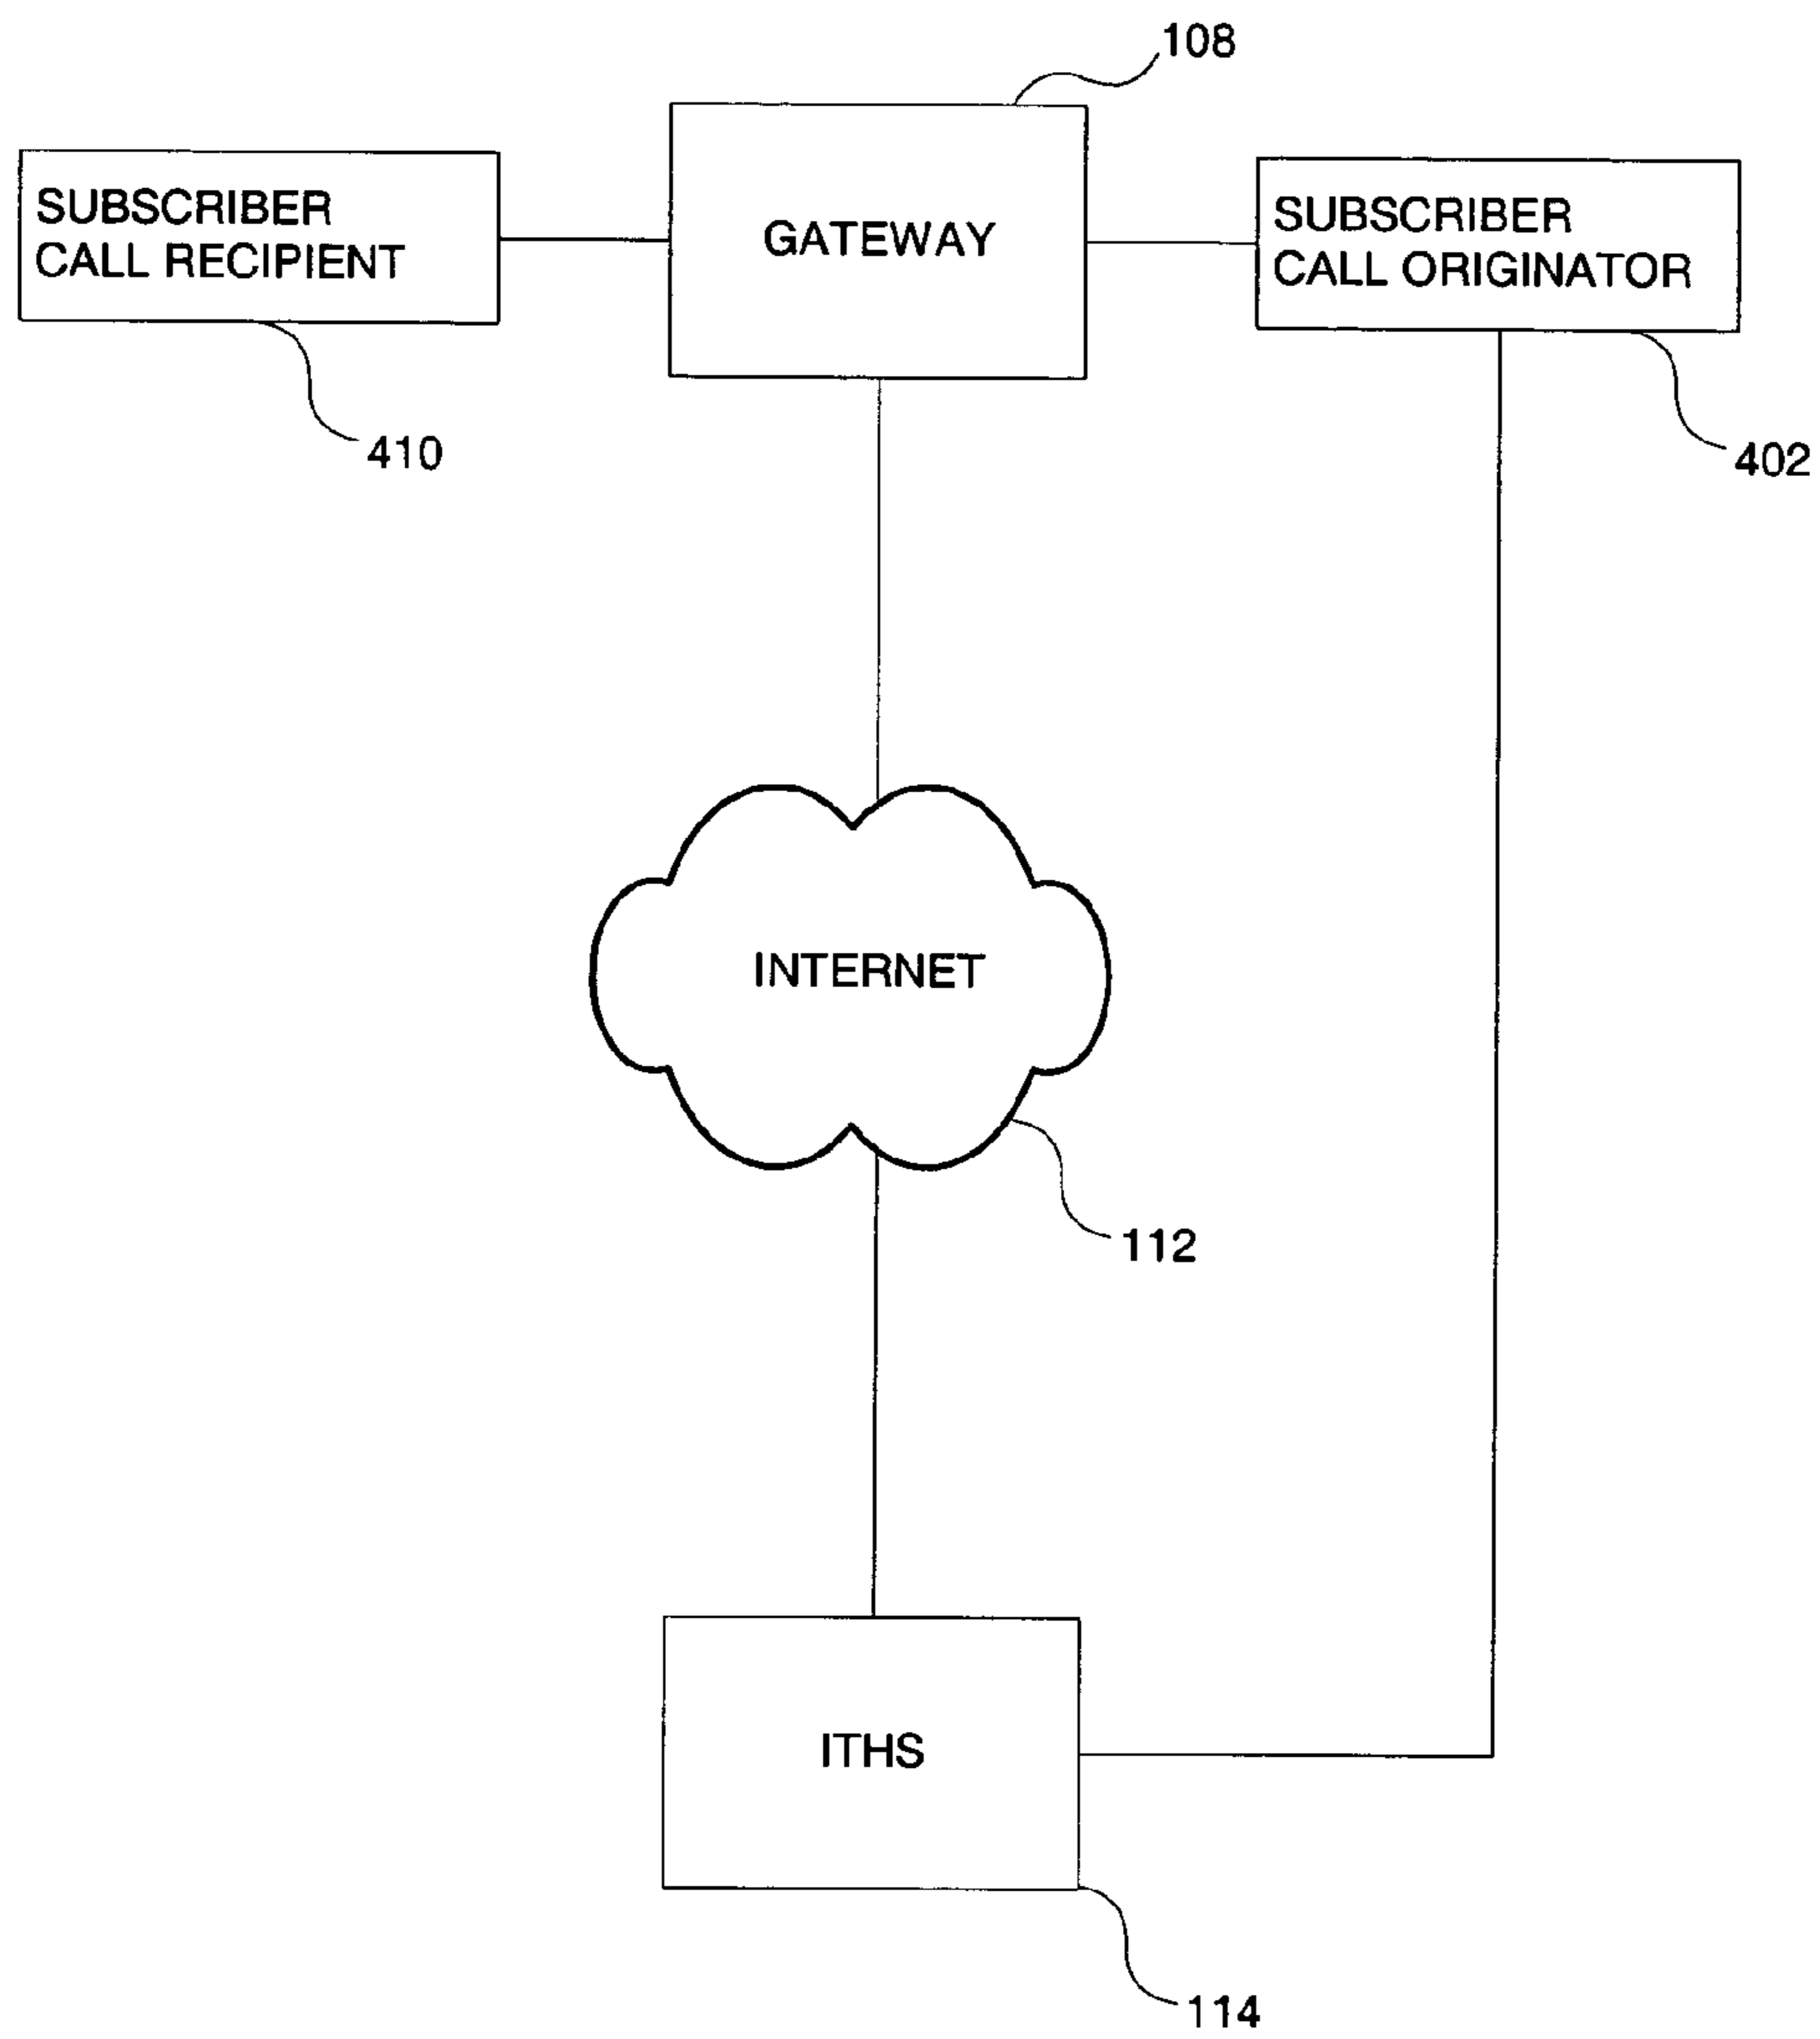 108
SUBSCRIBER
CALL RECIPIENT
GATEWAY
SUBSCRIBER
CALL ORIGINATOR
410
402
INTERNET
112
ITHS
114